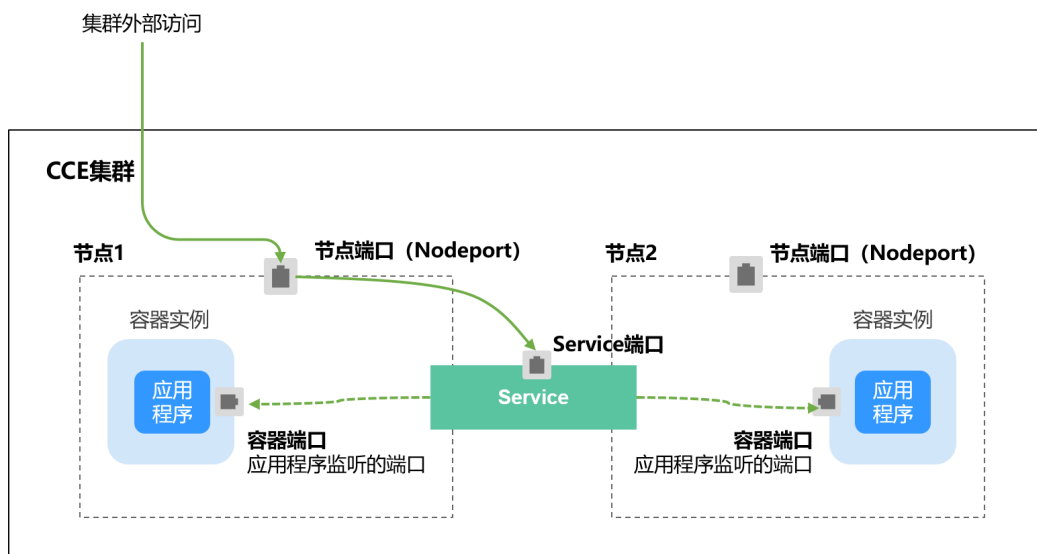 集群外部访问
CCE集群
节点1
节点端口（Nodeport）
节点2
节点端口（Nodeport）
容器实例
容器实例
Service端口
应用
程序
Service
应用
程序
容器端口
应用程序监听的端口
容器端口
应用程序监听的端口